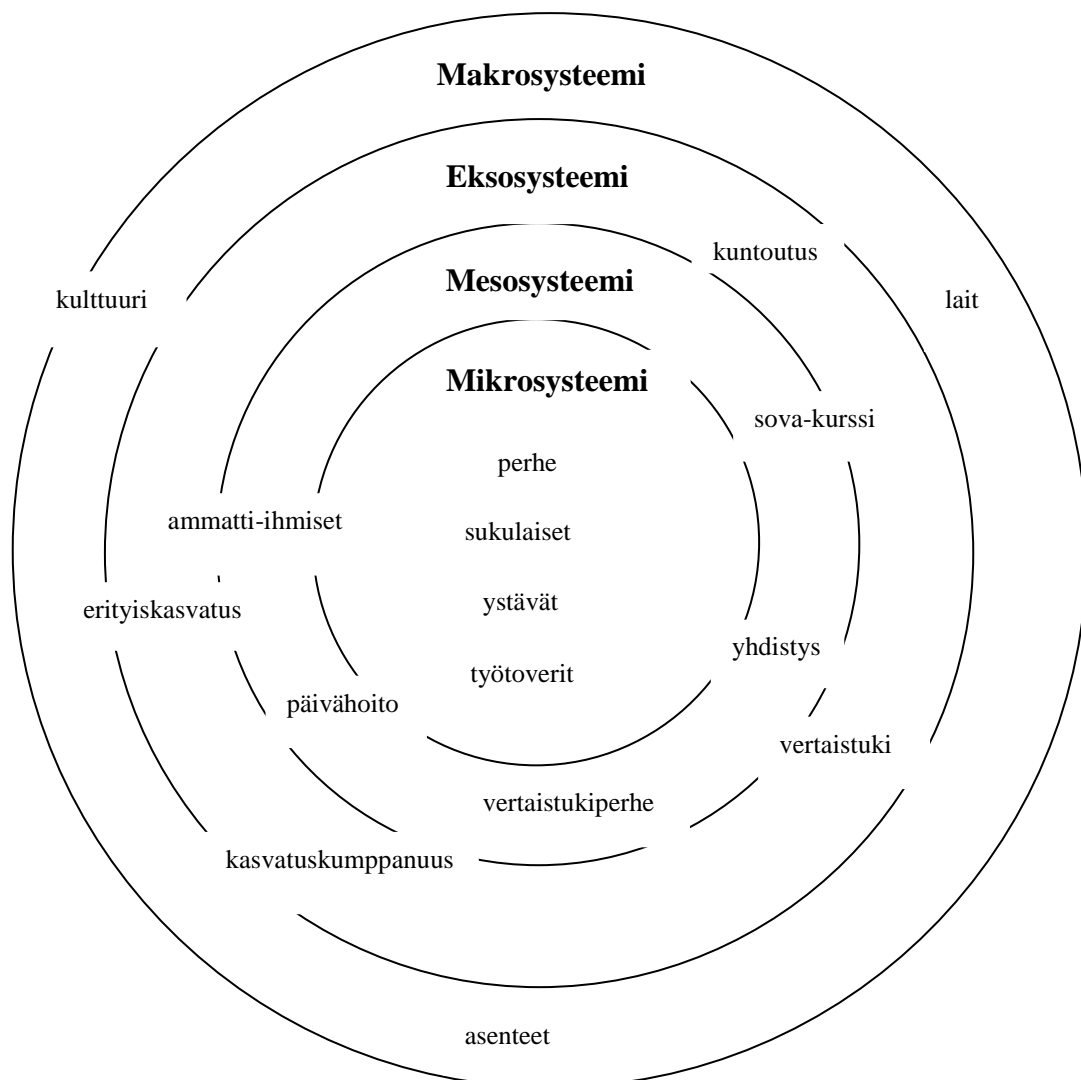 Makrosysteemi
Eksosysteemi
kuntoutus
Mesosysteemi
kulttuuri
lait
Mikrosysteemi
sova-kurssi
perhe
ammatti-ihmiset
sukulaiset
ystävät
erityiskasvatus
yhdistys
työtoverit
päivähoito
vertaistuki
vertaistukiperhe
kasvatuskumppanuus
asenteet